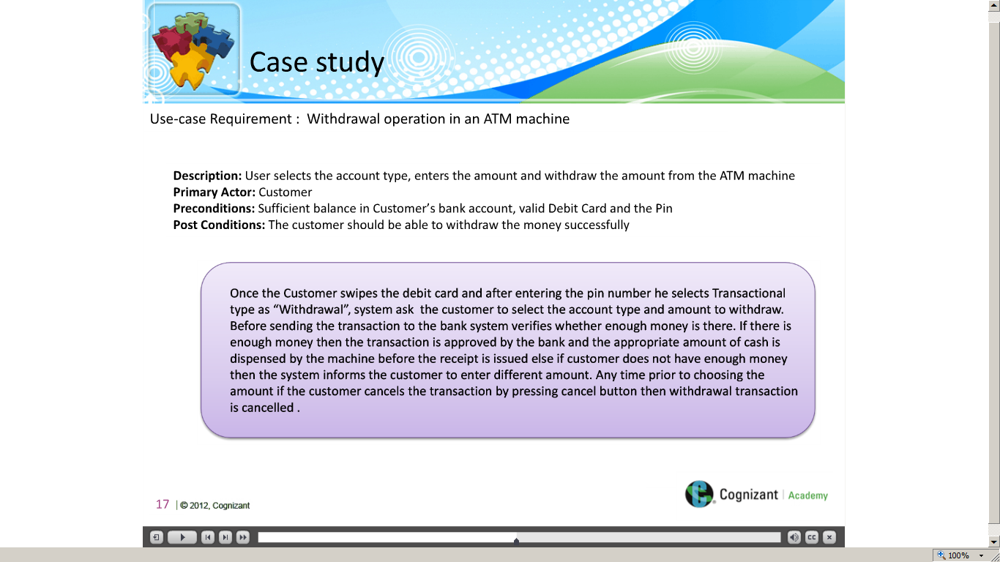 Case study
Use-case Requirement : Withdrawal operation in an ATM machine
Description: User selects the account type, enters the amount and withdraw the amount from the ATM machine
Primary Actor: Customer
Preconditions: Sufficient balance in Customer’s bank account, valid Debit Card and the Pin
Post Conditions: The customer should be able to withdraw the money successfully
Once the Customer swipes the debit card and after entering the pin number he selects Transactional
type as “Withdrawal”, system ask the customer to select the account type and amount to withdraw.
Before sending the transaction to the bank system verifies whether enough money is there. If there is
enough money then the transaction is approved by the bank and the appropriate amount of cash is
dispensed by the machine before the receipt is issued else if customer does not have enough money
then the system informs the customer to enter different amount. Any time prior to choosing the
amount if the customer cancels the transaction by pressing cancel button then withdrawal transaction
is cancelled .
17 | © 2012, Cognizant
Cognizant | Academy
CC
100%